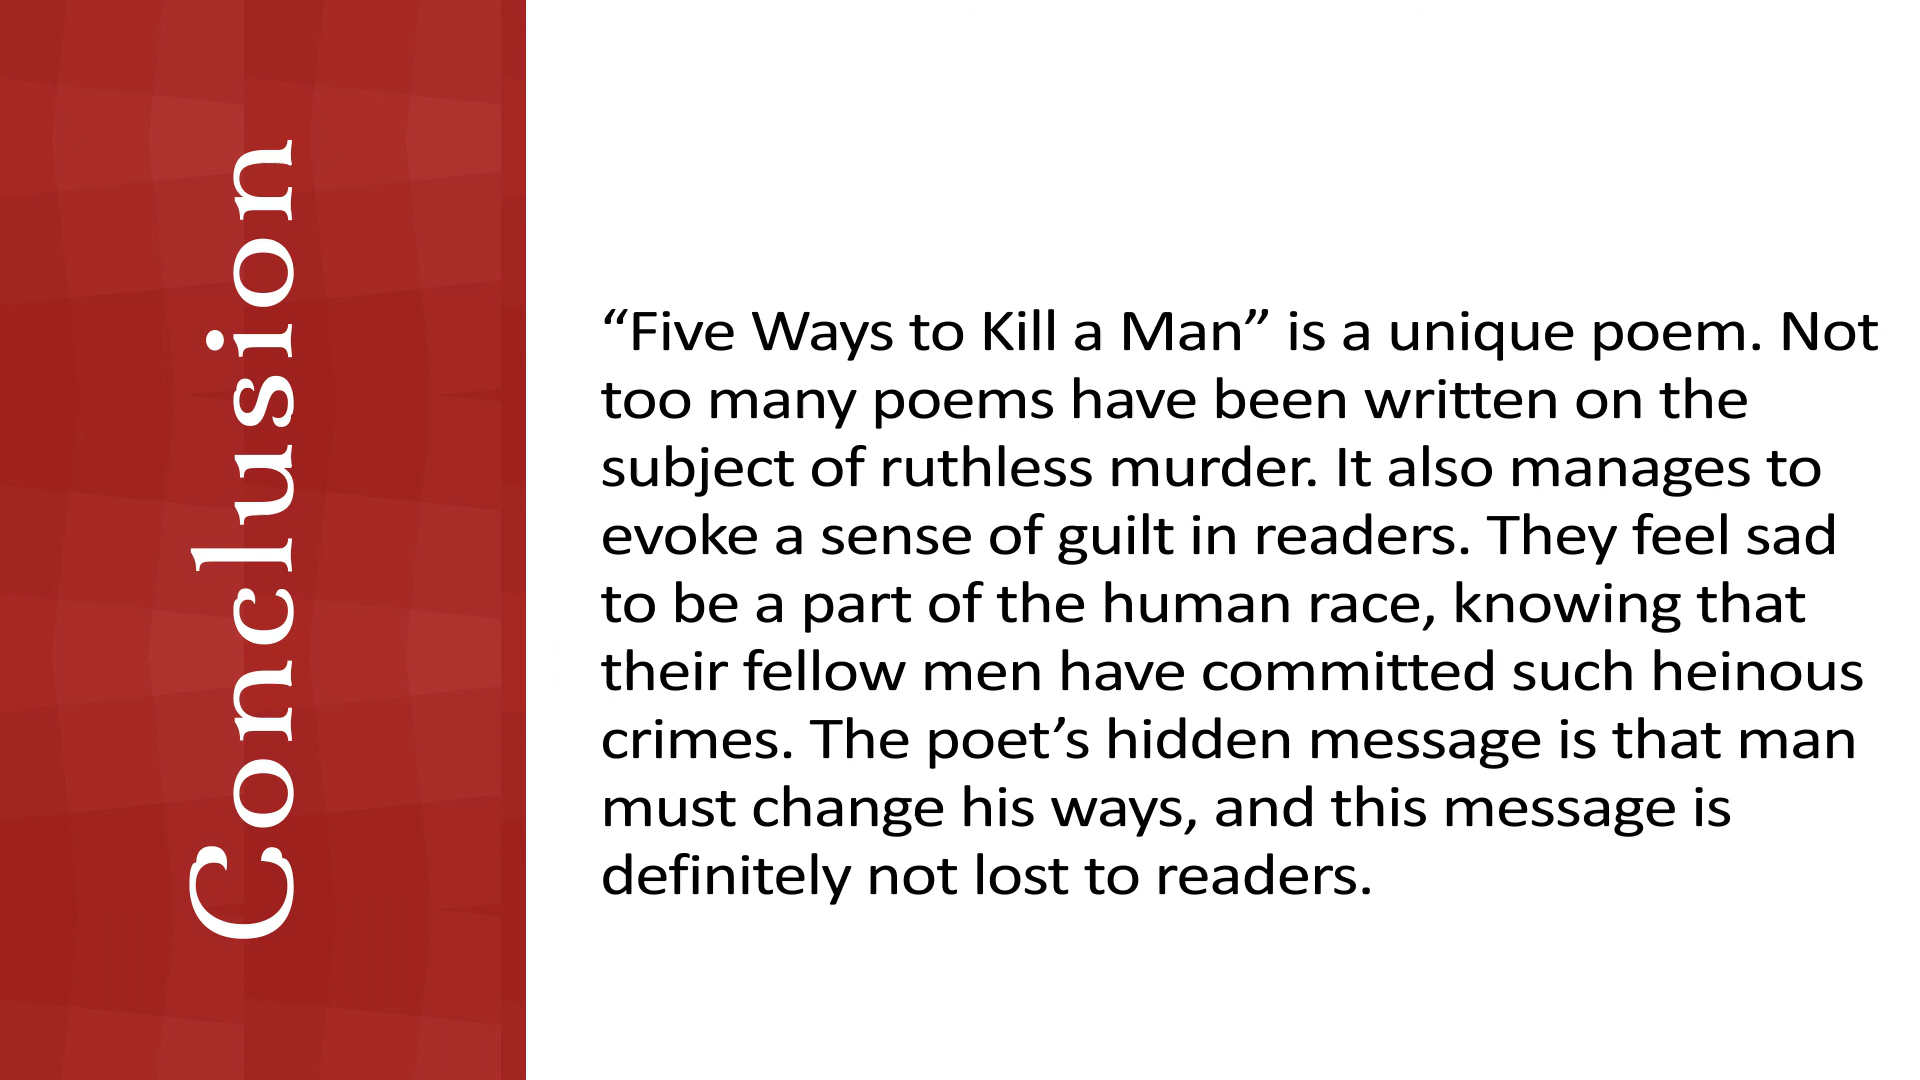 Conclusion
“Five Ways to Kill a Man” is a unique poem. Not
too many poems have been written on the
subject of ruthless murder. It also manages to
evoke a sense of guilt in readers. They feel sad
to be a part of the human race, knowing that
their fellow men have committed such heinous
crimes. The poet’s hidden message is that man
must change his ways, and this message is
definitely not lost to readers.